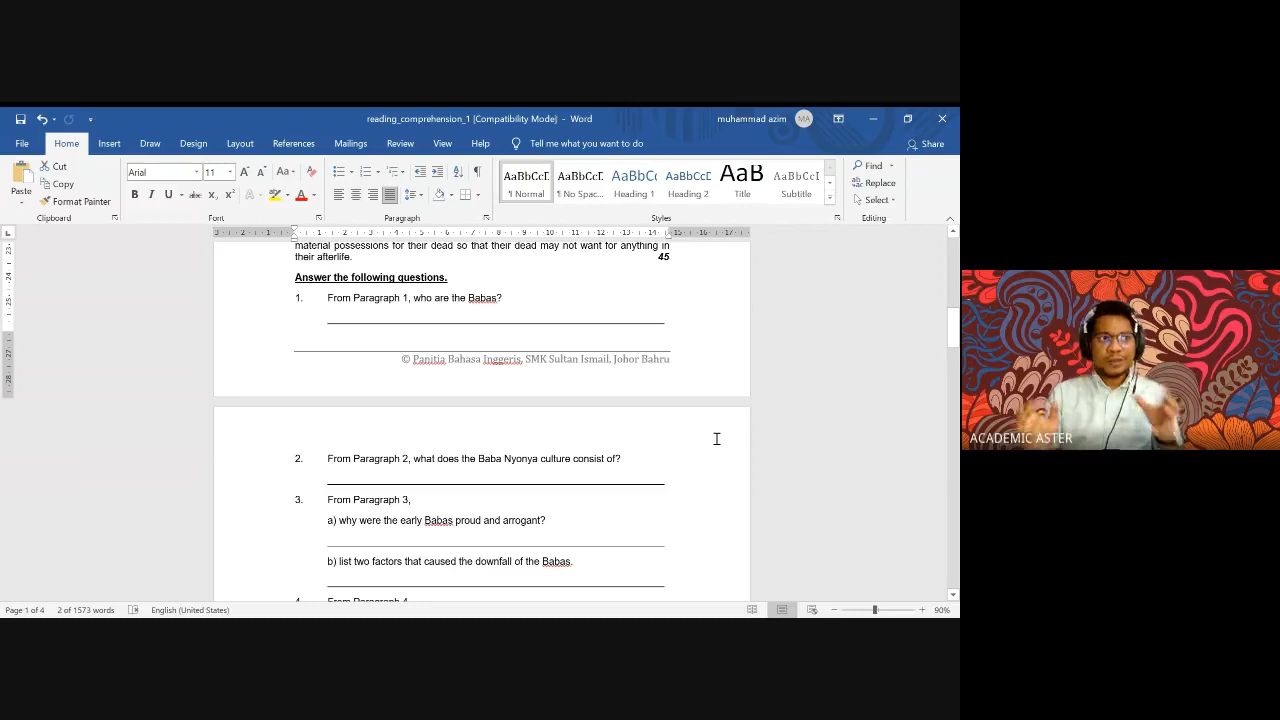 reading_comprehension_1 [Compatibility Mode] - Word
muhammad azim
MA
File
Home
Insert
Draw
Design
Layout
References
Mailings
Review
View
Help
Tell me what you want to do
Share
Paste
Cut
Copy
Format Painter
Clipboard
Arial
11
Font
Paragraph
AaBbCcI
¶ Normal
AaBbCcI
¶ No Spac...
AaBbCc
Heading 1
AaBbCcD
Heading 2
AaB
Title
AaBbCcD
Subtitle
Styles
Find
Replace
Select
Editing
material possessions for their dead so that their dead may not want for anything in
their afterlife. 45
Answer the following questions.
1. From Paragraph 1, who are the Babas?
© Panitia Bahasa Inggeris, SMK Sultan Ismail, Johor Bahru
2. From Paragraph 2, what does the Baba Nyonya culture consist of?
3. From Paragraph 3,
a) why were the early Babas proud and arrogant?
b) list two factors that caused the downfall of the Babas.
4. From Paragraph 4
Page 1 of 4
2 of 1573 words
English (United States)
90%
ACADEMIC ASTER